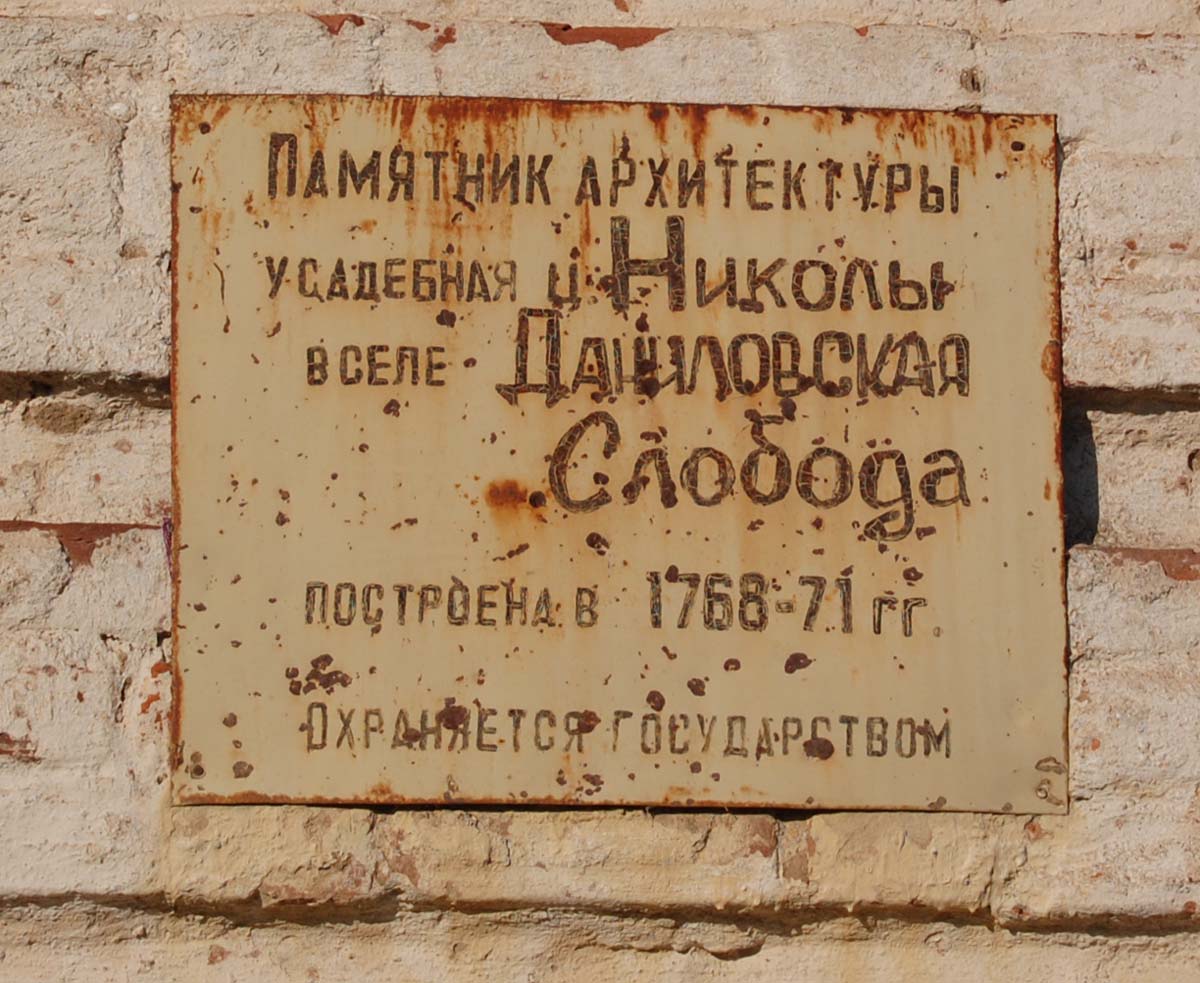 Памятник архитектуры
усадебная ц. Николы
в селе Даниловская
Слобода
построена в 1768-71 гг.
Охраняется государством